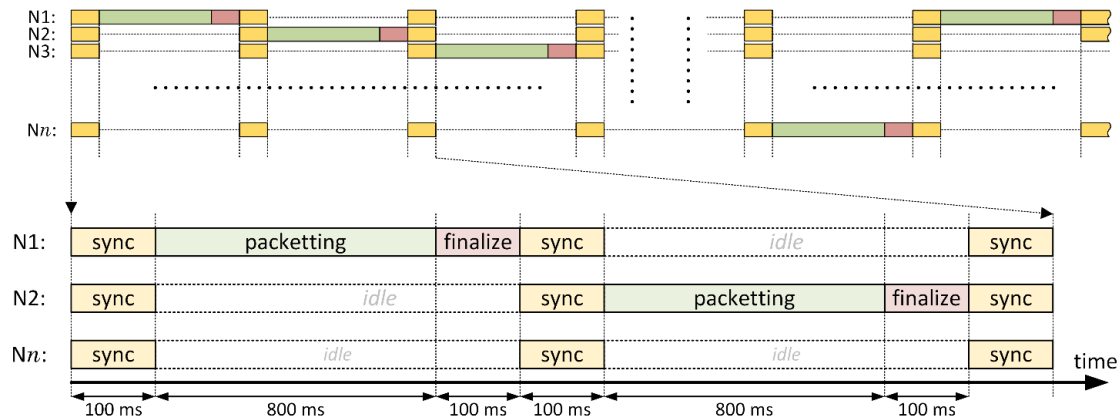 N1:
N2:
N3:
Nn:
N1: sync packetting finalize sync idle sync
N2: sync idle sync packetting finalize sync
Nn: sync idle sync idle sync
time
100 ms 800 ms 100 ms 100 ms 800 ms 100 ms